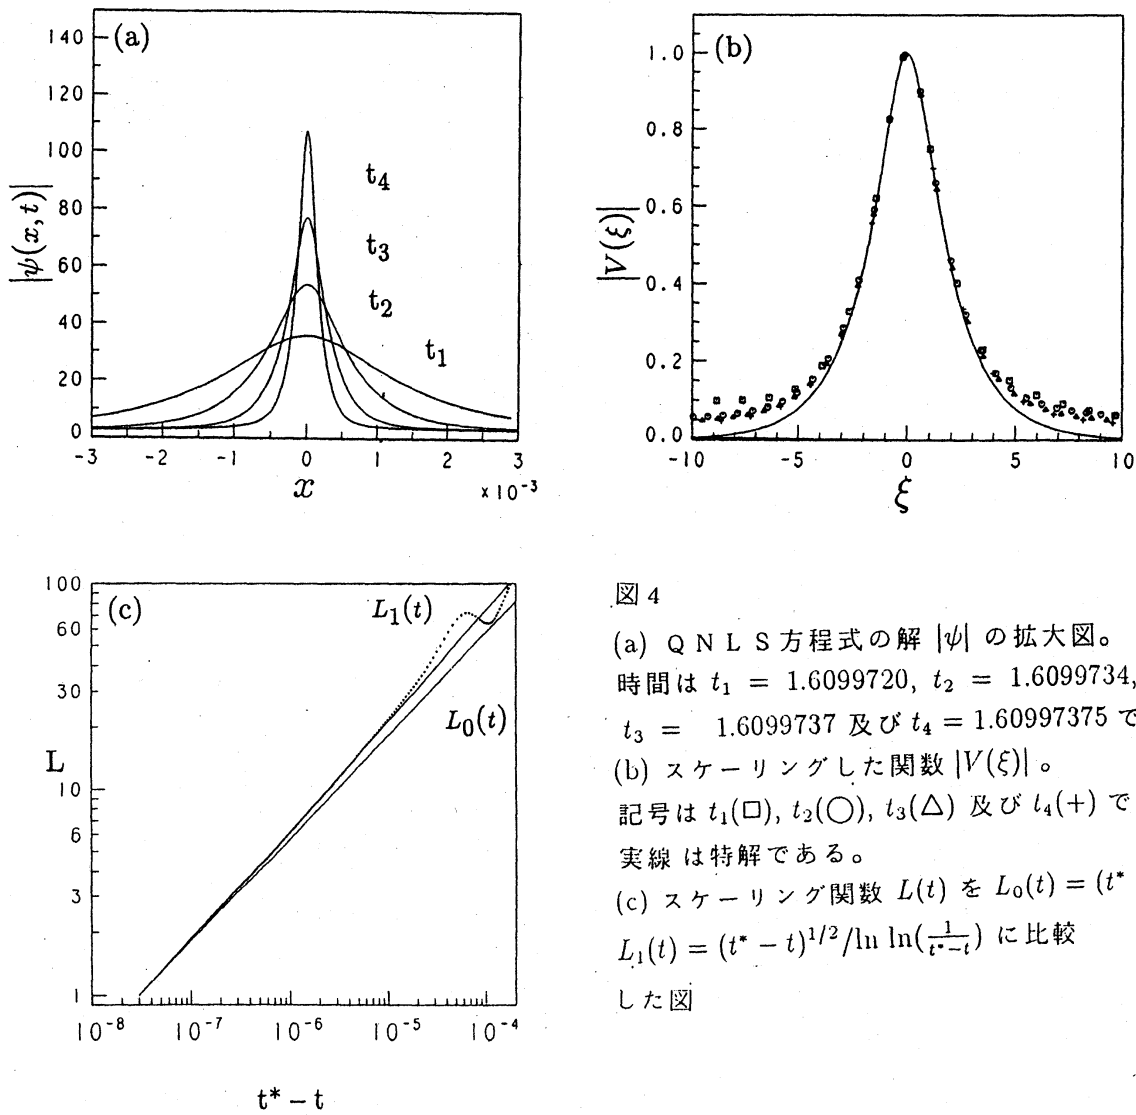 (a)
140
120
100
80
60
40
20
0
|ψ(x,t)|
t₄
t₃
t₂
t₁
-3 -2 -1 0 1 2 3
x
×10⁻³
(b)
1.0
0.8
0.6
0.4
0.2
0.0
|V(ξ)|
-10 -5 0 5 10
ξ
(c)
100
60
30
10
6
3
1
L
L₁(t)
L₀(t)
10⁻⁸ 10⁻⁷ 10⁻⁶ 10⁻⁵ 10⁻⁴
t* − t
図 4
(a) QNLS方程式の解 |ψ| の拡大図。
時間は t₁ = 1.6099720, t₂ = 1.6099734,
t₃ = 1.6099737 及び t₄ = 1.60997375 で
(b) スケーリングした関数 |V(ξ)| 。
記号は t₁(□), t₂(○), t₃(△) 及び t₄(+) で
実線 は特解である。
(c) スケーリング関数 L(t) を L₀(t) = (t*
L₁(t) = (t* − t)^{1/2}/ln ln(\frac{1}{t*−t}) に比較
した図